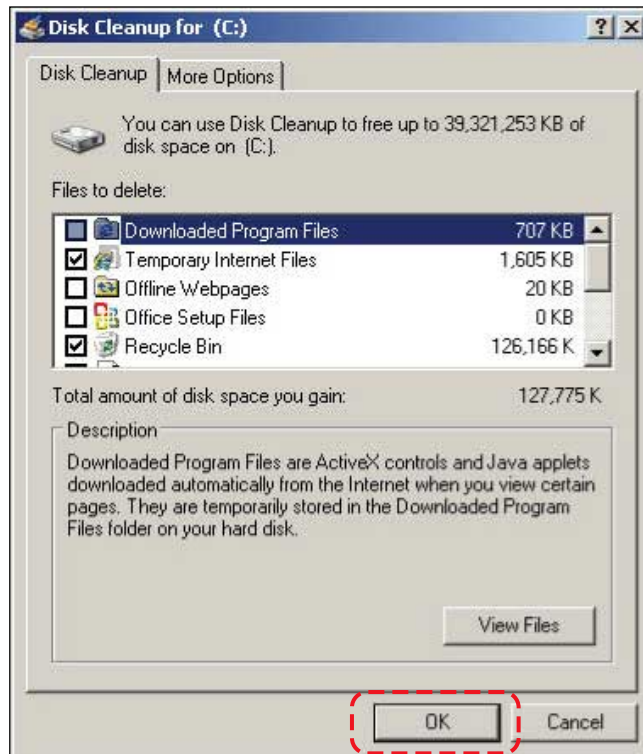 Disk Cleanup for (C:)
Disk Cleanup
More Options
You can use Disk Cleanup to free up to 39,321,253 KB of
disk space on (C:).
Files to delete:
Downloaded Program Files 707 KB
Temporary Internet Files 1,605 KB
Offline Webpages 20 KB
Office Setup Files 0 KB
Recycle Bin 126,166 K
Total amount of disk space you gain: 127,775 K
Description
Downloaded Program Files are ActiveX controls and Java applets
downloaded automatically from the Internet when you view certain
pages. They are temporarily stored in the Downloaded Program
Files folder on your hard disk.
View Files
OK Cancel